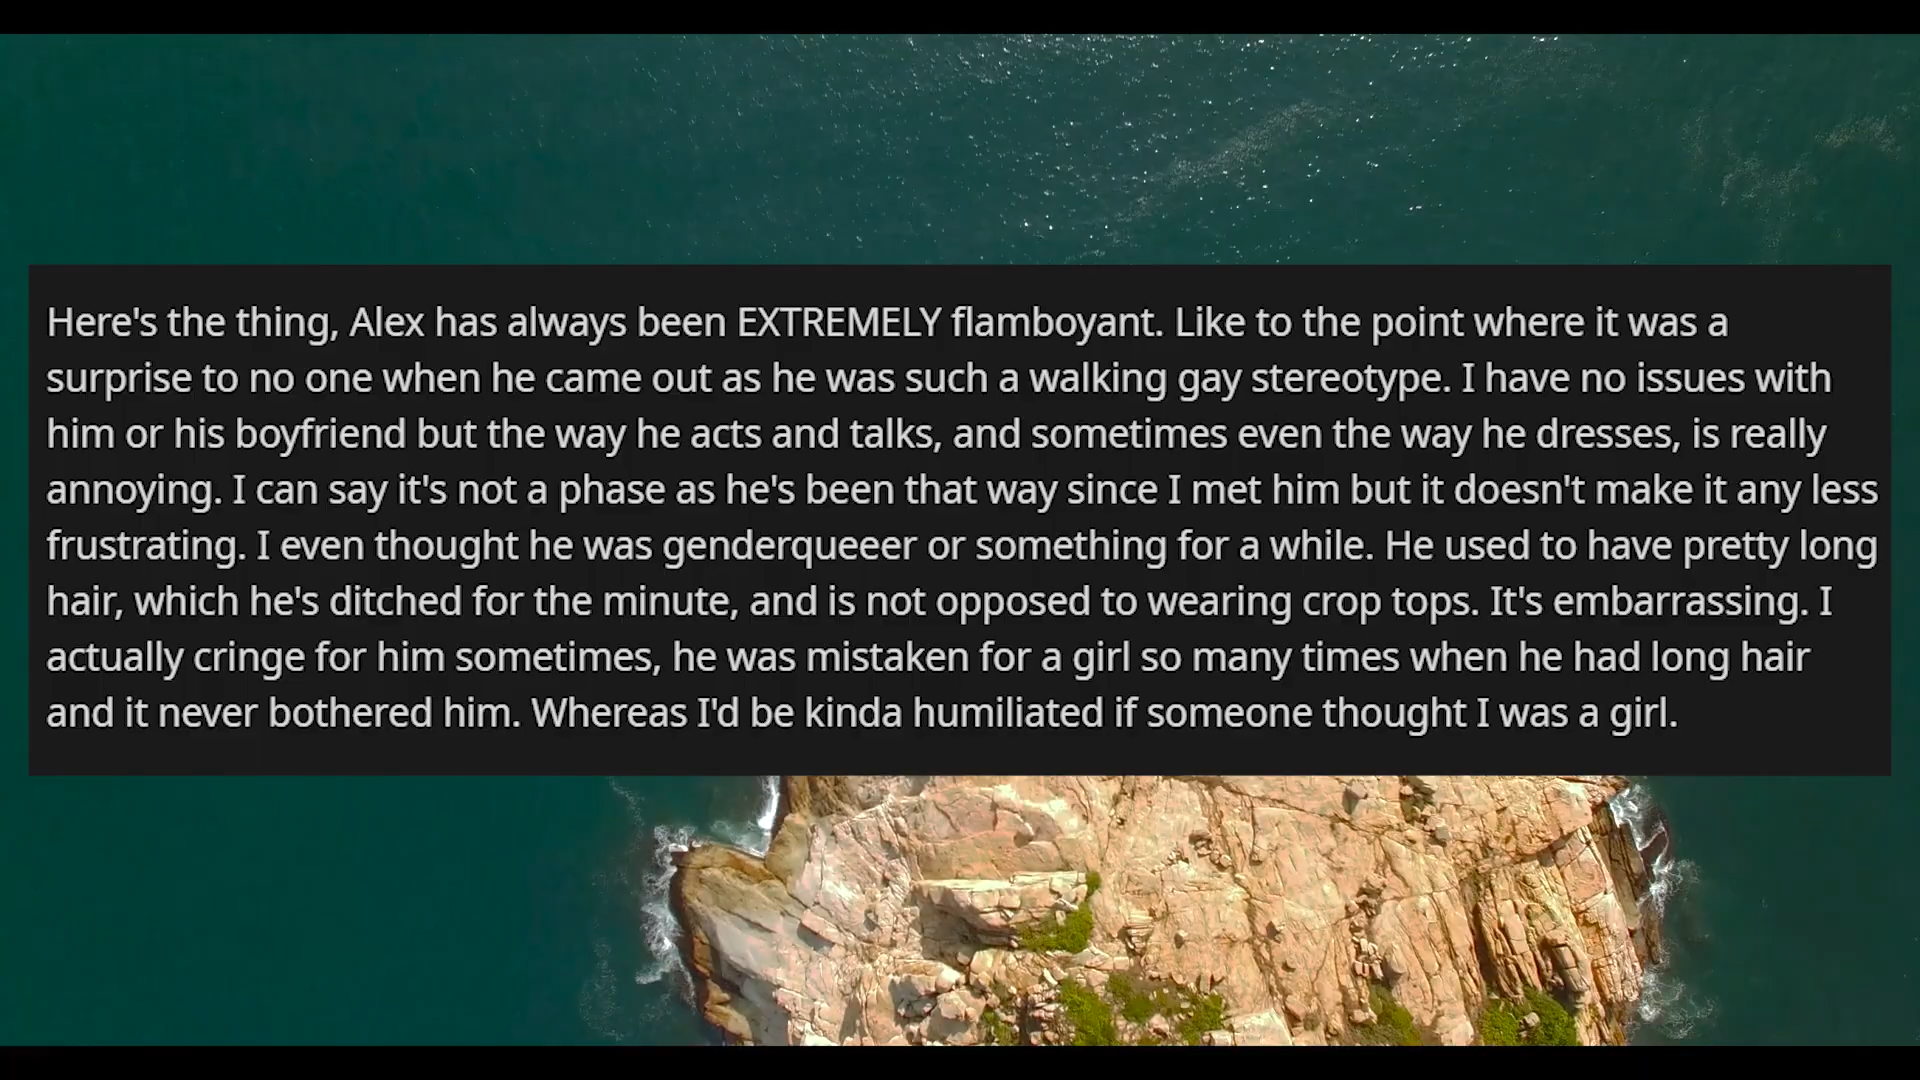 Here's the thing, Alex has always been EXTREMELY flamboyant. Like to the point where it was a
surprise to no one when he came out as he was such a walking gay stereotype. I have no issues with
him or his boyfriend but the way he acts and talks, and sometimes even the way he dresses, is really
annoying. I can say it's not a phase as he's been that way since I met him but it doesn't make it any less
frustrating. I even thought he was genderqueeer or something for a while. He used to have pretty long
hair, which he's ditched for the minute, and is not opposed to wearing crop tops. It's embarrassing. I
actually cringe for him sometimes, he was mistaken for a girl so many times when he had long hair
and it never bothered him. Whereas I'd be kinda humiliated if someone thought I was a girl.